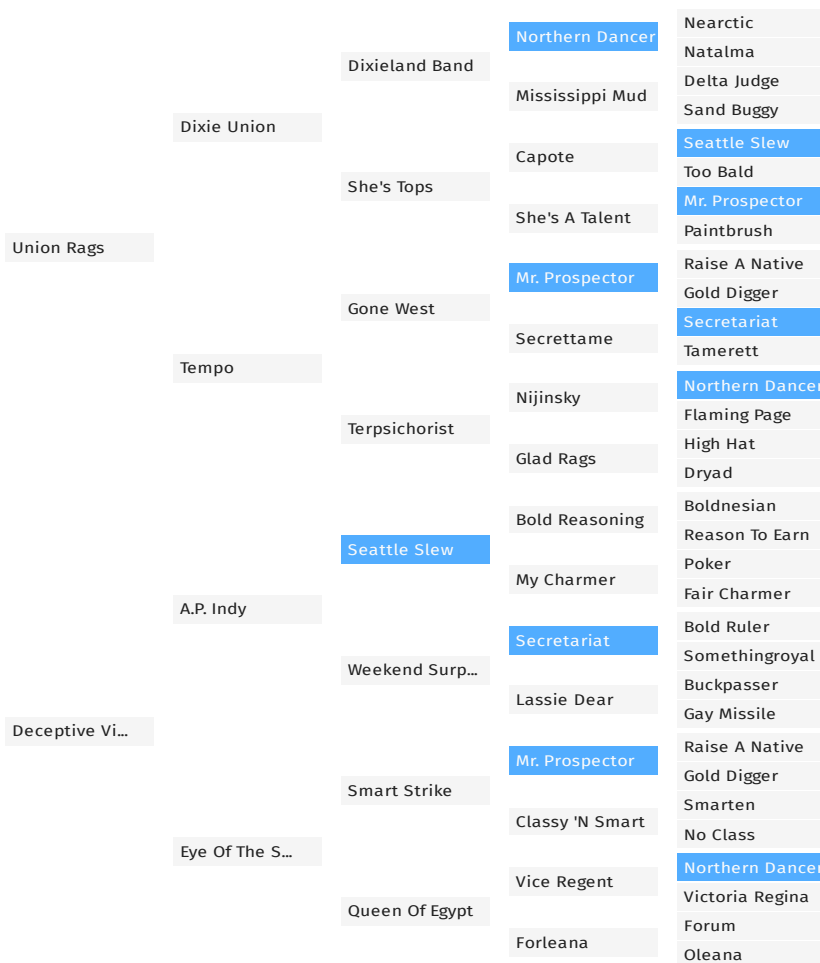 Union Rags
Deceptive Vi...
Dixie Union
Tempo
A.P. Indy
Eye Of The S...
Dixieland Band
She's Tops
Gone West
Terpsichorist
Seattle Slew
Weekend Surp...
Smart Strike
Queen Of Egypt
Northern Dancer
Mississippi Mud
Capote
She's A Talent
Mr. Prospector
Secrettame
Nijinsky
Glad Rags
Bold Reasoning
My Charmer
Secretariat
Lassie Dear
Mr. Prospector
Classy 'N Smart
Vice Regent
Forleana
Nearctic
Natalma
Delta Judge
Sand Buggy
Seattle Slew
Too Bald
Mr. Prospector
Paintbrush
Raise A Native
Gold Digger
Secretariat
Tamerett
Northern Dancer
Flaming Page
High Hat
Dryad
Boldnesian
Reason To Earn
Poker
Fair Charmer
Bold Ruler
Somethingroyal
Buckpasser
Gay Missile
Raise A Native
Gold Digger
Smarten
No Class
Northern Dancer
Victoria Regina
Forum
Oleana